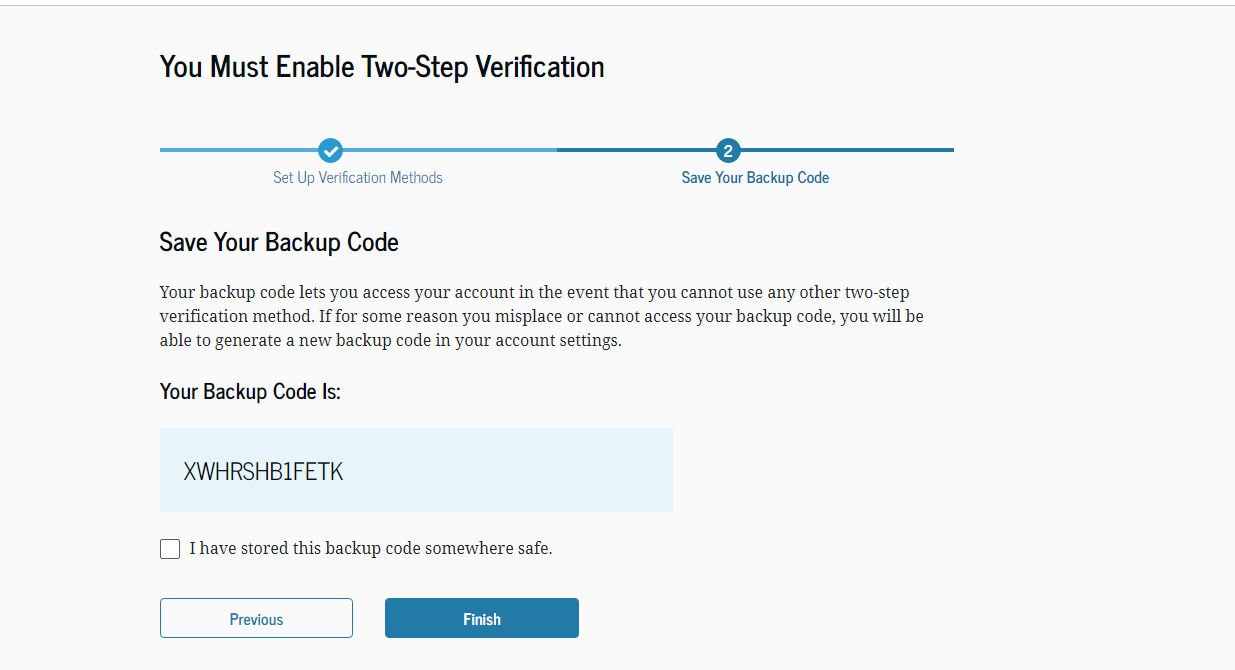 You Must Enable Two-Step Verification
2
Set Up Verification Methods
Save Your Backup Code
Save Your Backup Code
Your backup code lets you access your account in the event that you cannot use any other two-step
verification method. If for some reason you misplace or cannot access your backup code, you will be
able to generate a new backup code in your account settings.
Your Backup Code Is:
XWHRSHB1FETK
I have stored this backup code somewhere safe.
Previous
Finish